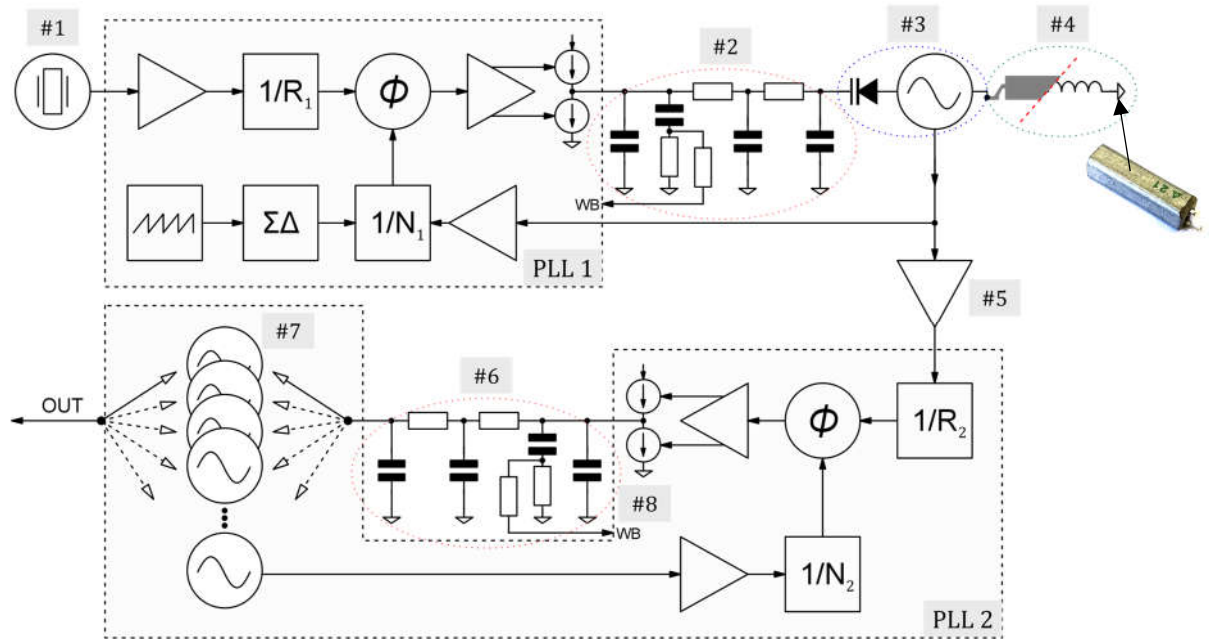 #1
#2
#3
#4
1/R₁
ϕ
WB
ΣΔ
1/N₁
PLL 1
#5
#7
#6
OUT
ϕ
1/R₂
#8
WB
1/N₂
PLL 2